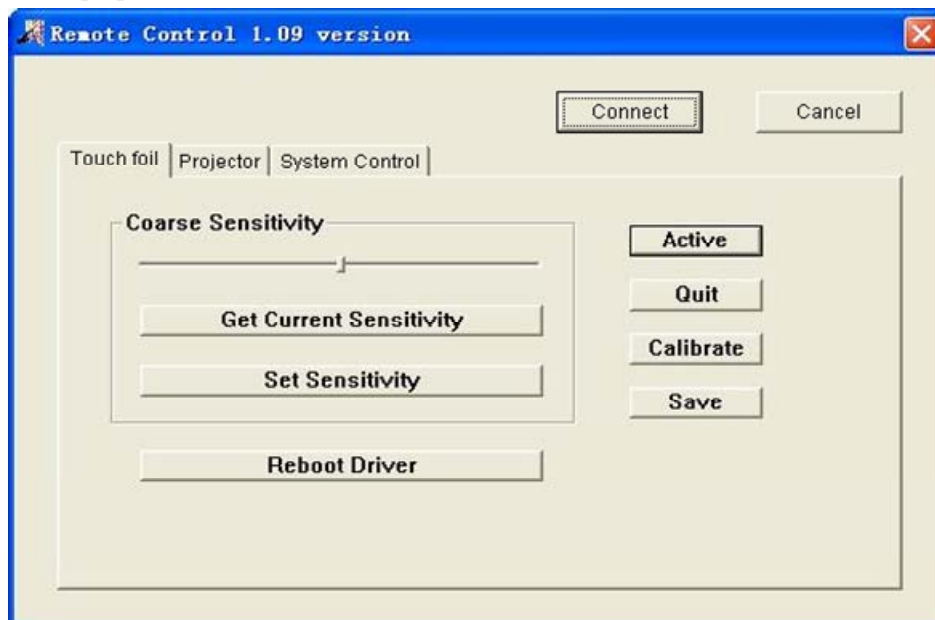 Remote Control 1.09 version
Connect Cancel
Touch foil Projector System Control
Coarse Sensitivity
Active
Get Current Sensitivity
Quit
Set Sensitivity
Calibrate
Save
Reboot Driver